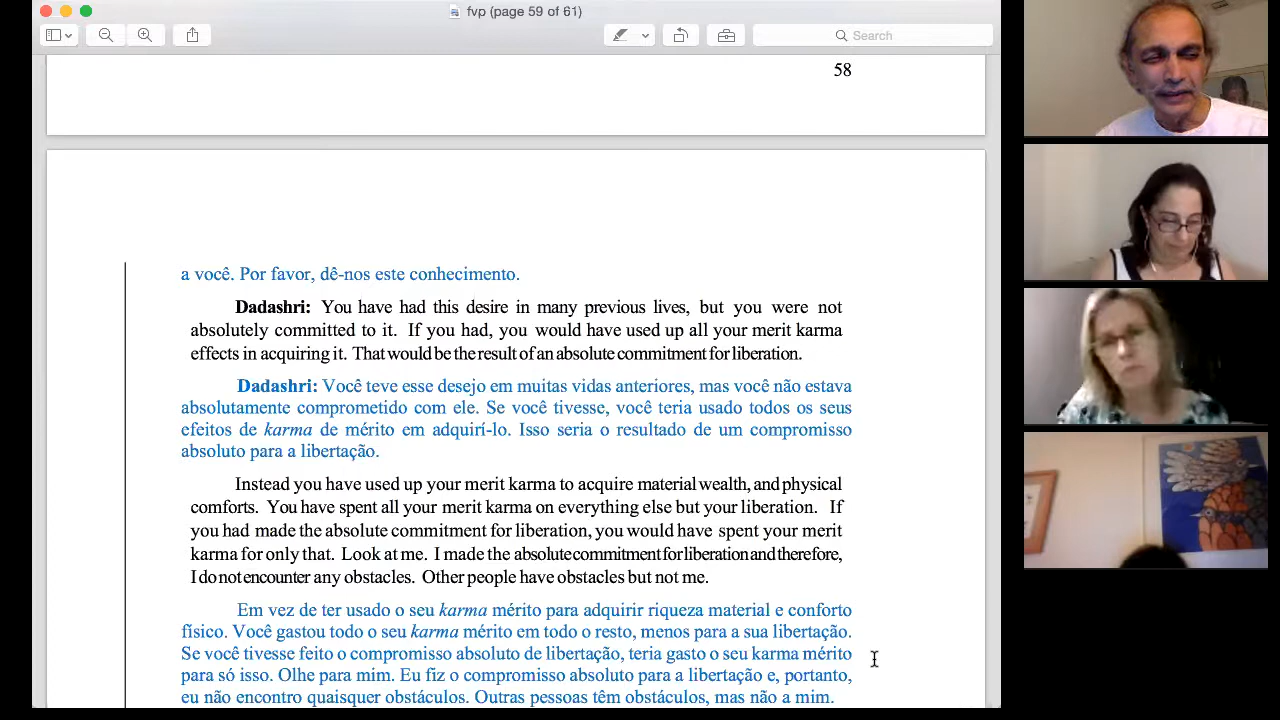 fvp (page 59 of 61)
Search
58
a você. Por favor, dê-nos este conhecimento.
Dadashri: You have had this desire in many previous lives, but you were not
absolutely committed to it. If you had, you would have used up all your merit karma
effects in acquiring it. That would be the result of an absolute commitment for liberation.
Dadashri: Você teve esse desejo em muitas vidas anteriores, mas você não estava
absolutamente comprometido com ele. Se você tivesse, você teria usado todos os seus
efeitos de karma de mérito em adquirí-lo. Isso seria o resultado de um compromisso
absoluto para a libertação.
Instead you have used up your merit karma to acquire material wealth, and physical
comforts. You have spent all your merit karma on everything else but your liberation. If
you had made the absolute commitment for liberation, you would have spent your merit
karma for only that. Look at me. I made the absolute commitment for liberation and therefore,
I do not encounter any obstacles. Other people have obstacles but not me.
Em vez de ter usado o seu karma mérito para adquirir riqueza material e conforto
físico. Você gastou todo o seu karma mérito em todo o resto, menos para a sua libertação.
Se você tivesse feito o compromisso absoluto de libertação, teria gasto o seu karma mérito
para só isso. Olhe para mim. Eu fiz o compromisso absoluto para a libertação e, portanto,
eu não encontro quaisquer obstáculos. Outras pessoas têm obstáculos, mas não a mim.